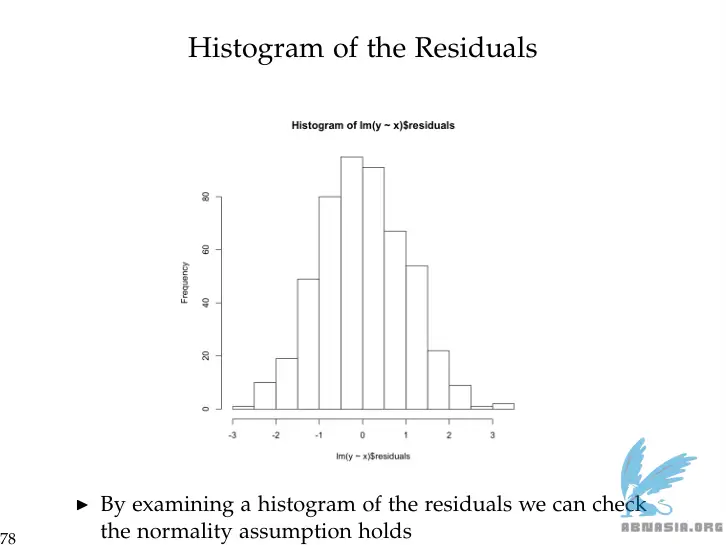 Histogram of the Residuals
Histogram of lm(y ~ x)$residuals
Frequency
0
20
40
60
80
-3 -2 -1 0 1 2 3
lm(y ~ x)$residuals
▶ By examining a histogram of the residuals we can check
the normality assumption holds
78
ABNASIA.ORG